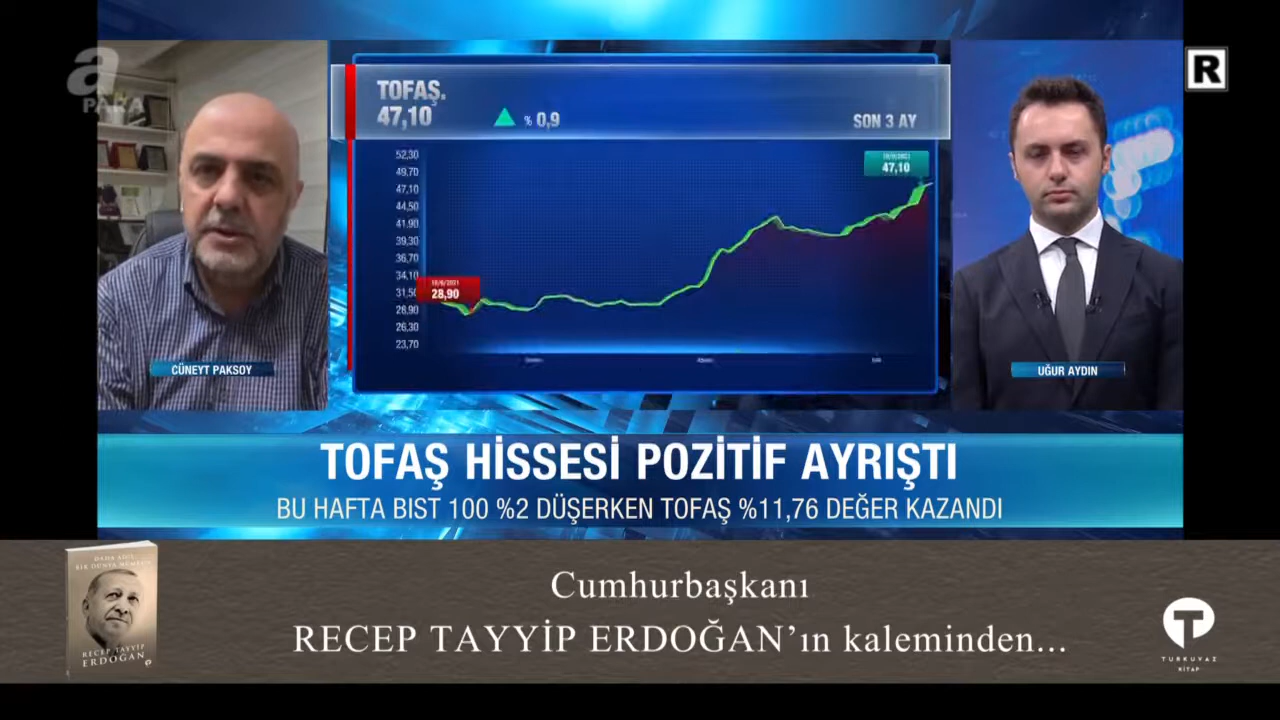 a
PARA
R
TOFAŞ.
47,10
% 0,9
SON 3 AY
52,30
49,70
47,10
44,50
41,90
39,30
36,70
34,10
31,50
28,90
26,30
23,70
28,90
47,10
CÜNEYT PAKSOY
UĞUR AYDIN
TOFAŞ HİSSESİ POZİTİF AYRIŞTI
BU HAFTA BIST 100 %2 DÜŞERKEN TOFAŞ %11,76 DEĞER KAZANDI
RECEP TAYYİP
ERDOĞAN
Cumhurbaşkanı
RECEP TAYYİP ERDOĞAN’ın kaleminden...
T
TURKUVAZ
KİTAP